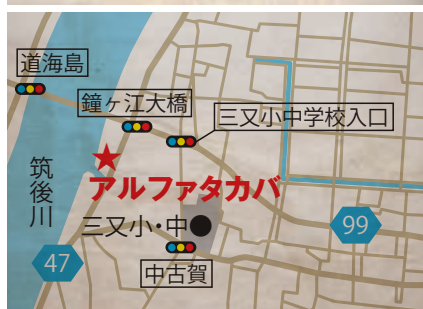 道海島
鐘ヶ江大橋
三又小中学校入口
筑後川
アルファタカバ
三又小・中
99
47
中古賀